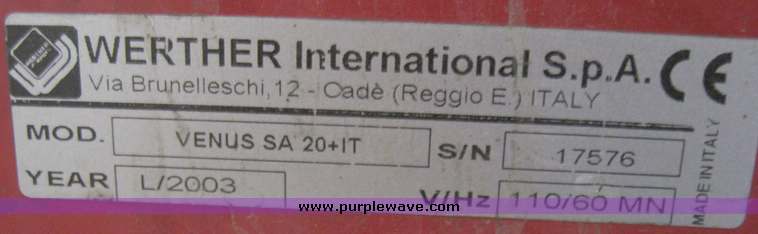 WERTHER International S.p.A. CE
Via Brunelleschi, 12 - Cadè (Reggio E.) ITALY
MOD. VENUS SA 20+IT S/N 17576
YEAR L/2003 V/Hz 110/60 MN
MADE IN ITALY
www.purplewave.com